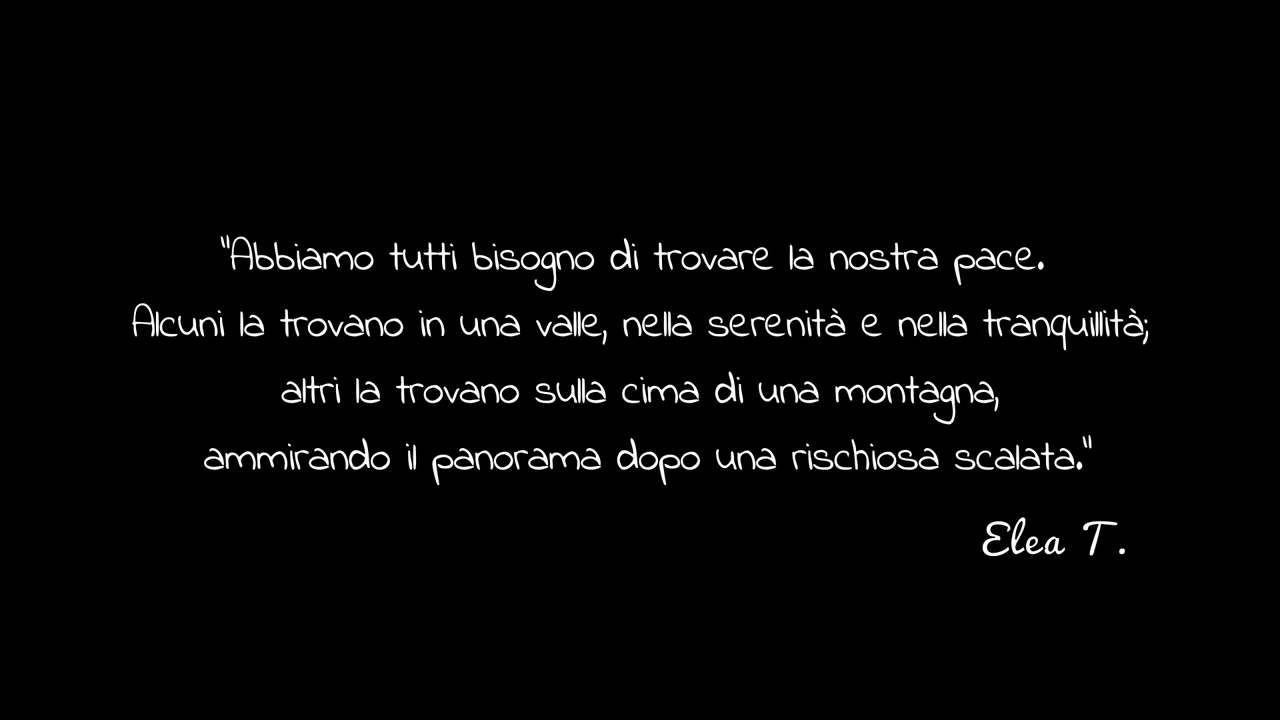 "Abbiamo tutti bisogno di trovare la nostra pace.
Alcuni la trovano in una valle, nella serenità e nella tranquillità;
altri la trovano sulla cima di una montagna,
ammirando il panorama dopo una rischiosa scalata."
Elea T.